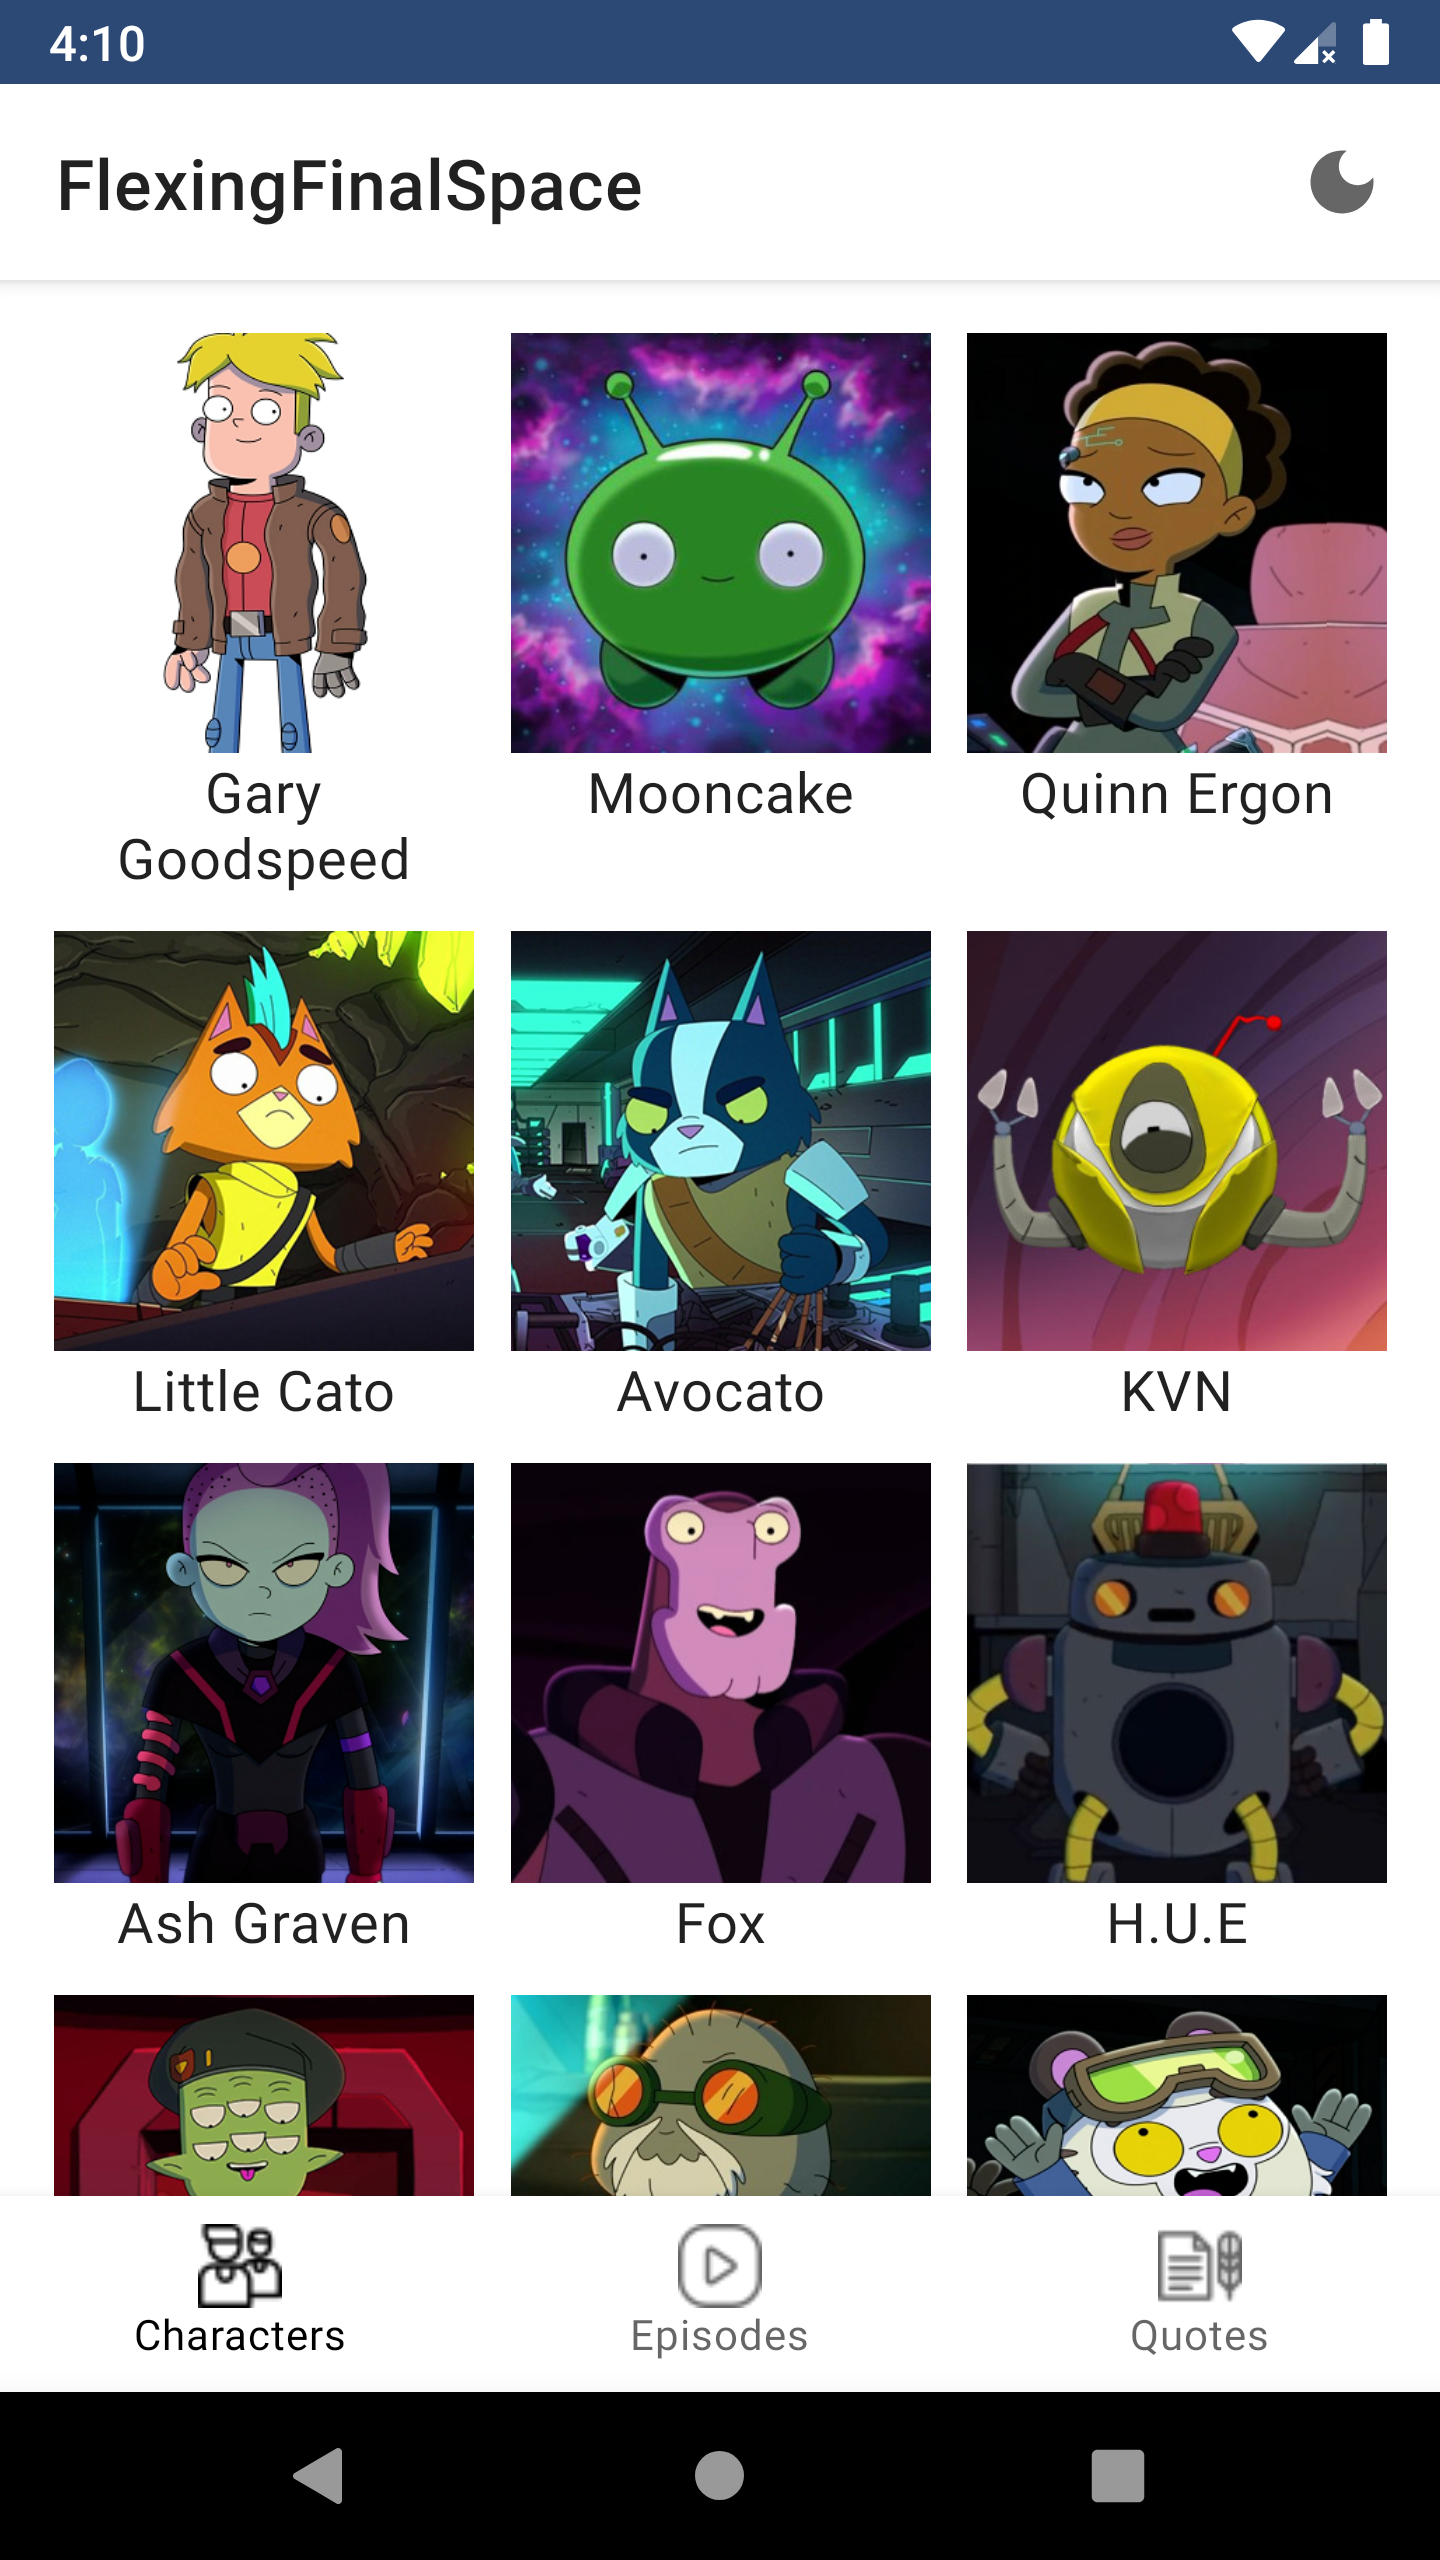 4:10
FlexingFinalSpace
Gary
Goodspeed
Mooncake
Quinn Ergon
Little Cato
Avocato
KVN
Ash Graven
Fox
H.U.E
Characters
Episodes
Quotes